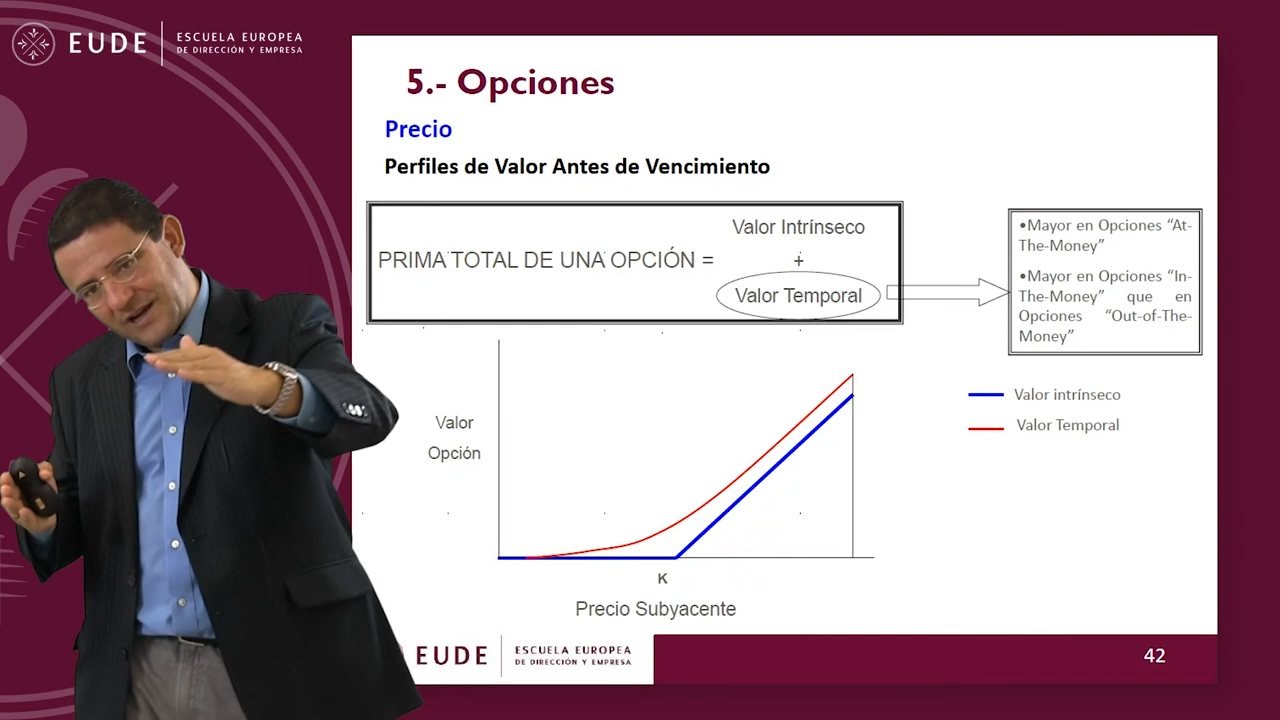 EUDE
ESCUELA EUROPEA
DE DIRECCIÓN Y EMPRESA
5.- Opciones
Precio
Perfiles de Valor Antes de Vencimiento
PRIMA TOTAL DE UNA OPCIÓN =
Valor Intrínseco
+
Valor Temporal
•Mayor en Opciones “At-
The-Money”
•Mayor en Opciones “In-
The-Money” que en
Opciones “Out-of-The-
Money”
Valor intrínseco
Valor Temporal
Valor
Opción
K
Precio Subyacente
EUDE
ESCUELA EUROPEA
DE DIRECCIÓN Y EMPRESA
42